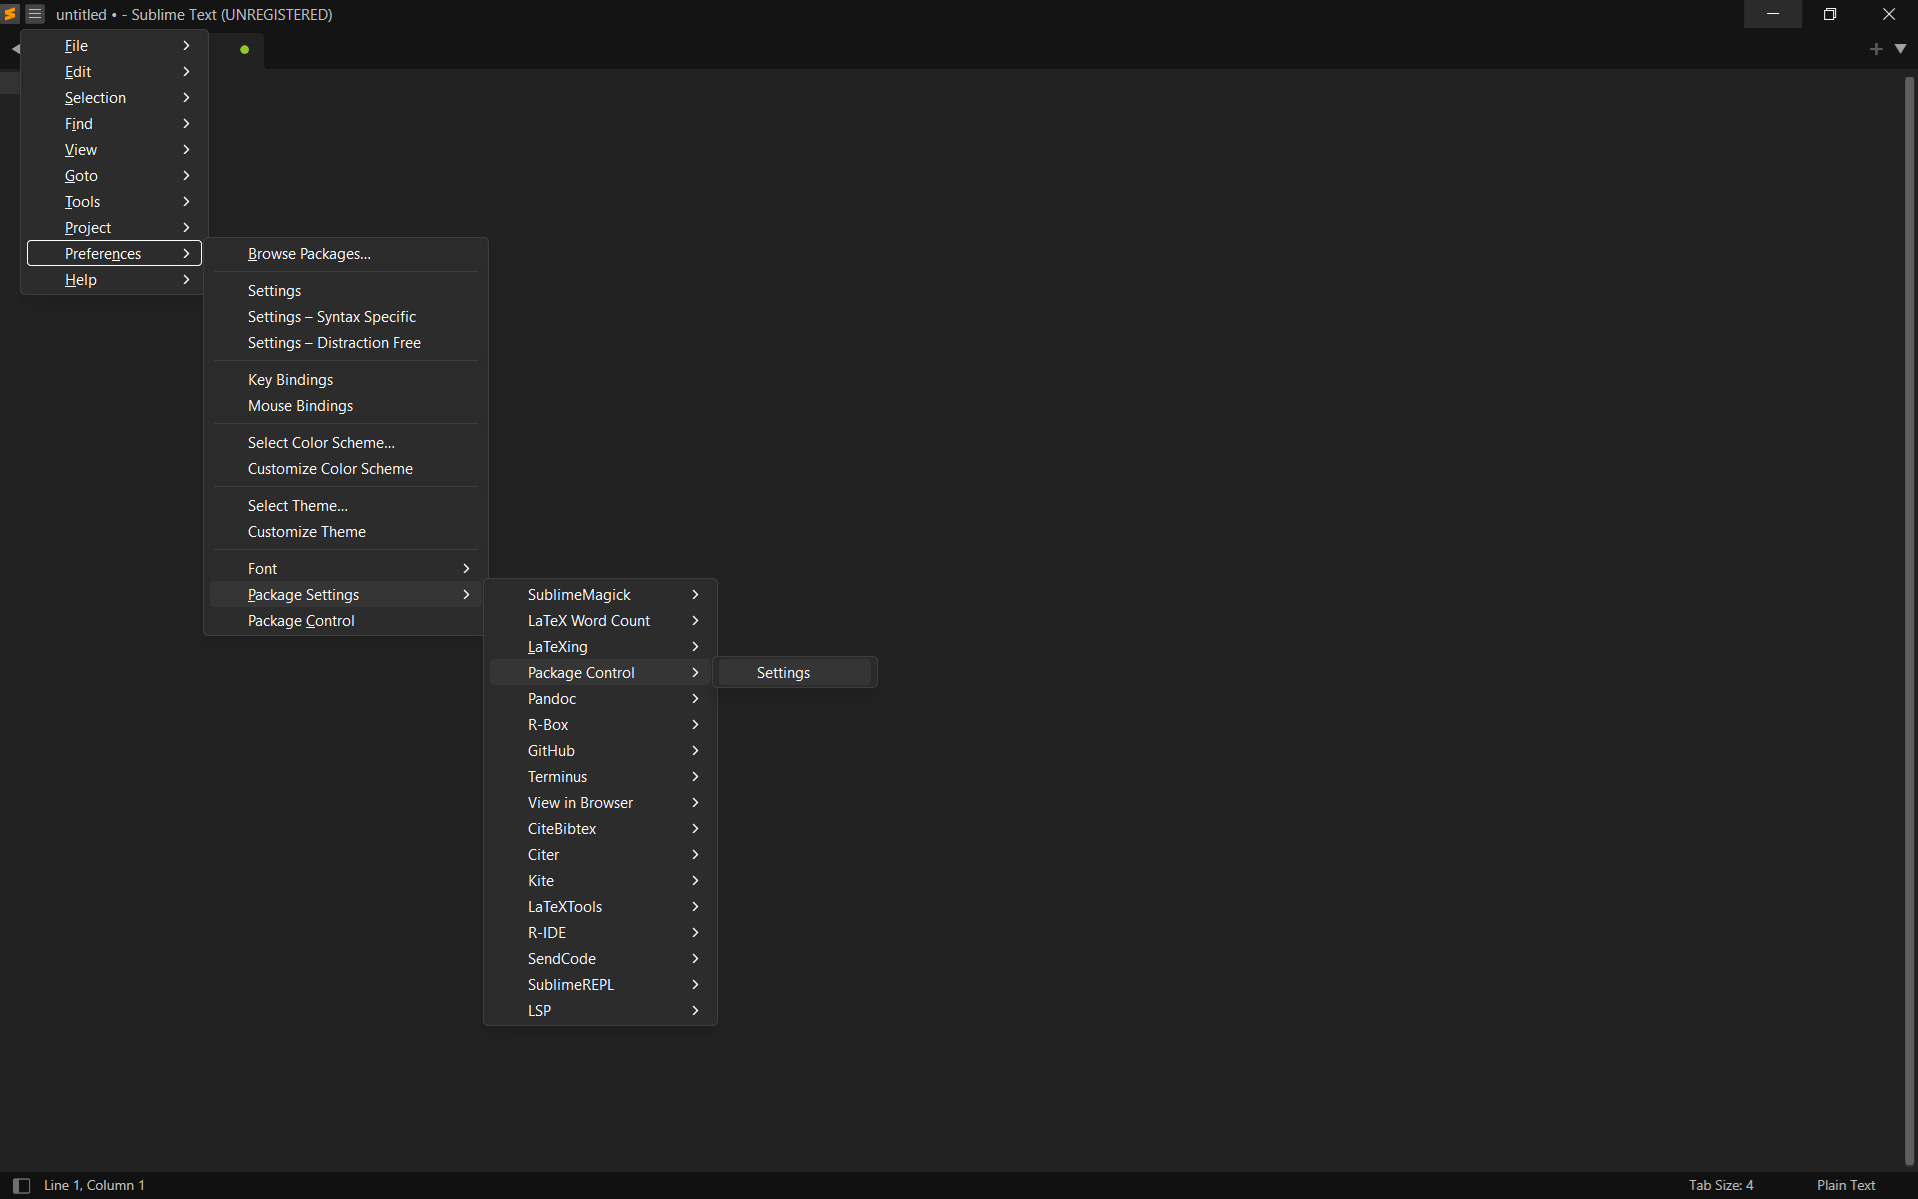 untitled • - Sublime Text (UNREGISTERED)
File
Edit
Selection
Find
View
Goto
Tools
Project
Preferences
Help
Browse Packages...
Settings
Settings – Syntax Specific
Settings – Distraction Free
Key Bindings
Mouse Bindings
Select Color Scheme...
Customize Color Scheme
Select Theme...
Customize Theme
Font
Package Settings
Package Control
SublimeMagick
LaTeX Word Count
LaTeXing
Package Control
Pandoc
R-Box
GitHub
Terminus
View in Browser
CiteBibtex
Citer
Kite
LaTeXTools
R-IDE
SendCode
SublimeREPL
LSP
Settings
Line 1, Column 1
Tab Size: 4
Plain Text